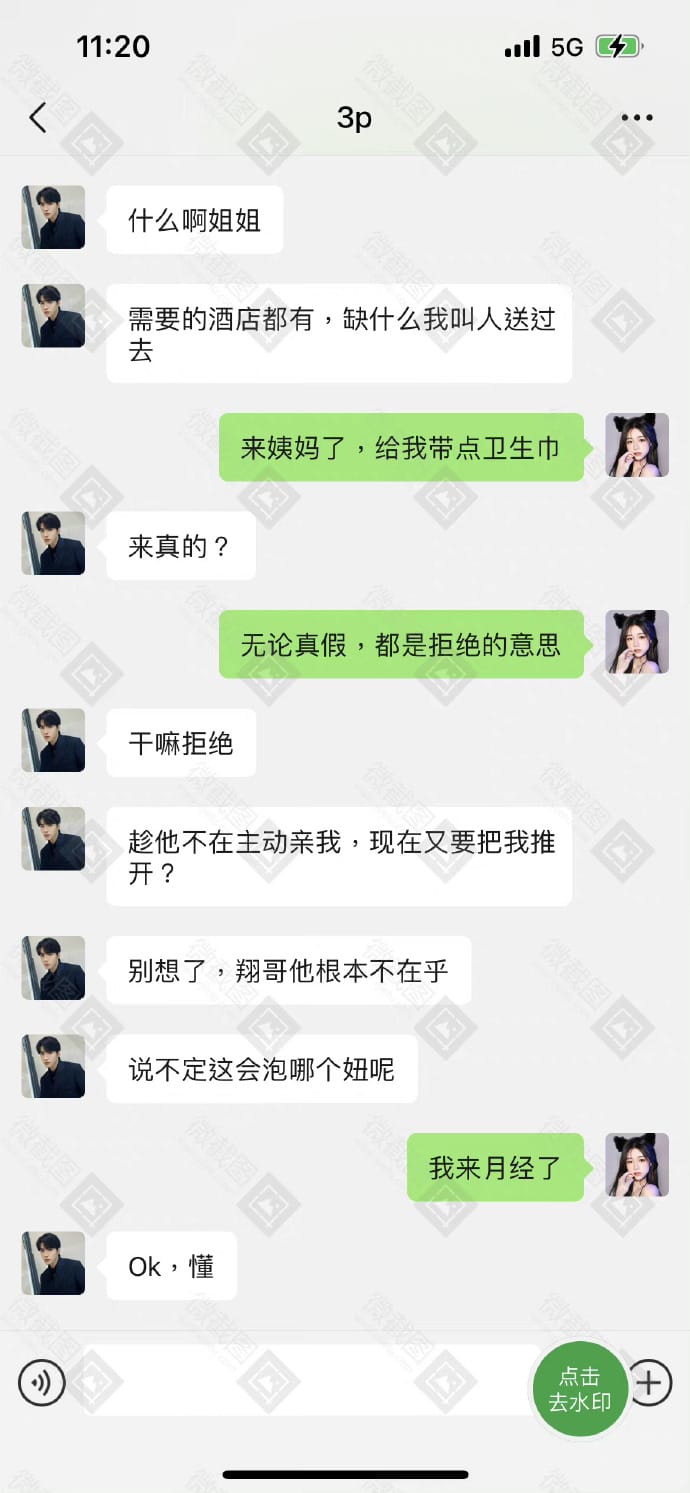 11:20
5G
3p
什么啊姐姐
需要的酒店都有，缺什么我叫人送过
去
来姨妈了，给我带点卫生巾
来真的？
无论真假，都是拒绝的意思
干嘛拒绝
趁他不在主动亲我，现在又要把我推
开？
别想了，翔哥他根本不在乎
说不定这会泡哪个妞呢
我来月经了
Ok，懂
点击
去水印
微截图